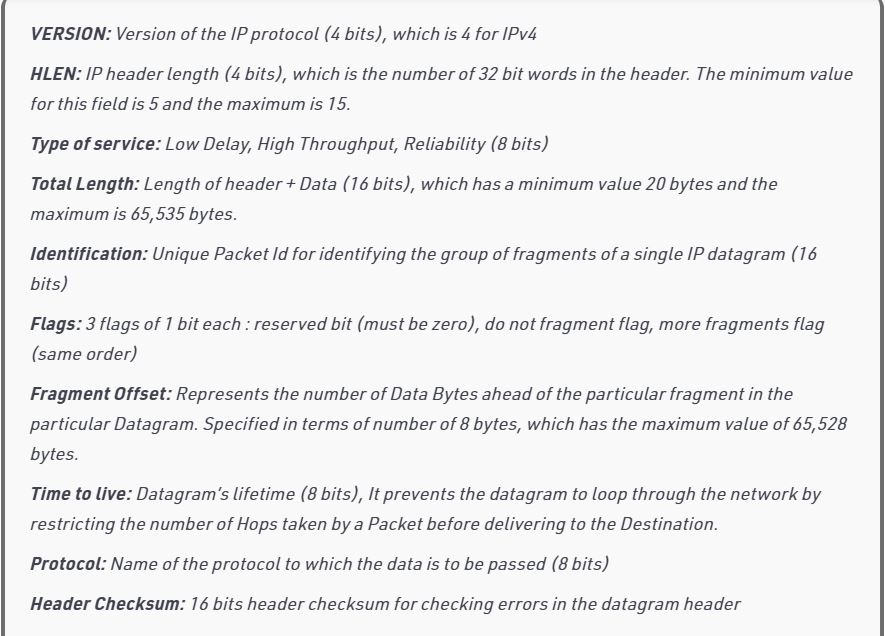 VERSION: Version of the IP protocol (4 bits), which is 4 for IPv4
HLEN: IP header length (4 bits), which is the number of 32 bit words in the header. The minimum value
for this field is 5 and the maximum is 15.
Type of service: Low Delay, High Throughput, Reliability (8 bits)
Total Length: Length of header + Data (16 bits), which has a minimum value 20 bytes and the
maximum is 65,535 bytes.
Identification: Unique Packet Id for identifying the group of fragments of a single IP datagram (16
bits)
Flags: 3 flags of 1 bit each : reserved bit (must be zero), do not fragment flag, more fragments flag
(same order)
Fragment Offset: Represents the number of Data Bytes ahead of the particular fragment in the
particular Datagram. Specified in terms of number of 8 bytes, which has the maximum value of 65,528
bytes.
Time to live: Datagram’s lifetime (8 bits), It prevents the datagram to loop through the network by
restricting the number of Hops taken by a Packet before delivering to the Destination.
Protocol: Name of the protocol to which the data is to be passed (8 bits)
Header Checksum: 16 bits header checksum for checking errors in the datagram header